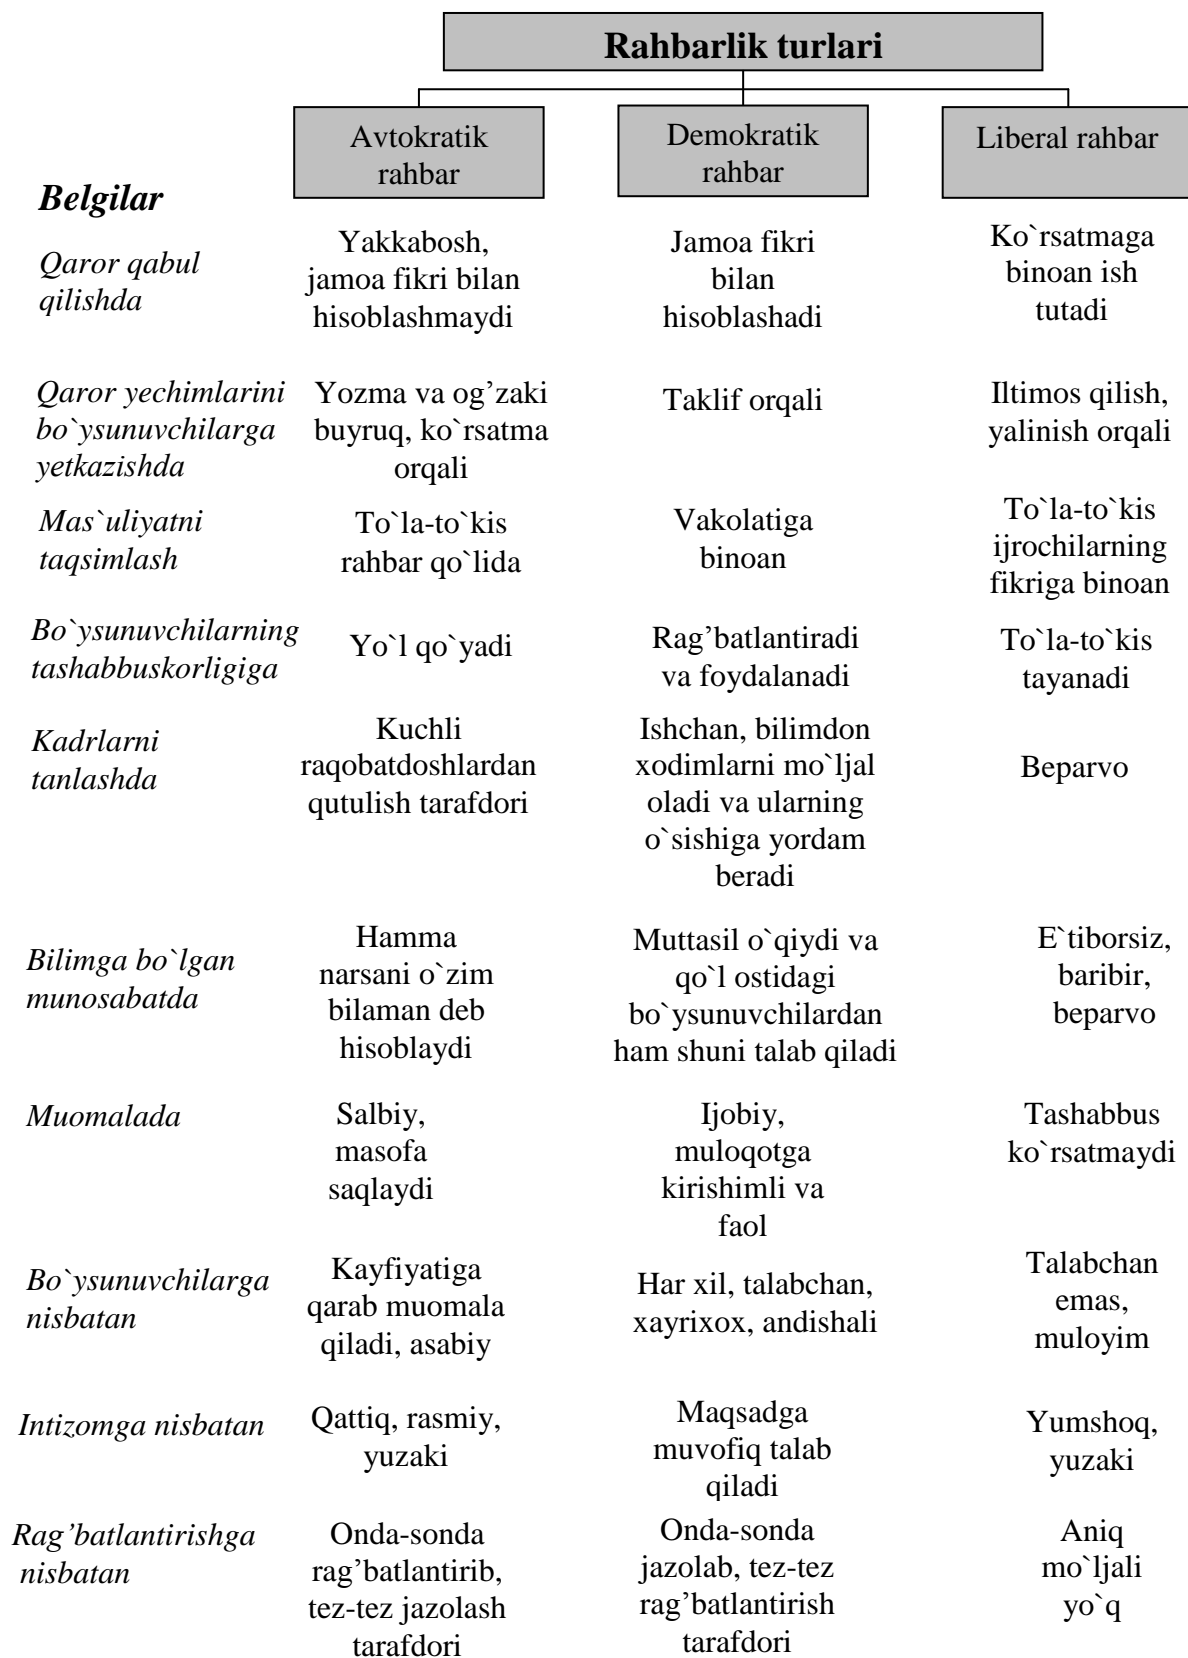 Rahbarlik turlari
Avtokratik
rahbar
Demokratik
rahbar
Liberal rahbar
Belgilar
Qaror qabul
qilishda
Yakkabosh,
jamoa fikri bilan
hisoblashmaydi
Jamoa fikri
bilan
hisoblashadi
Ko`rsatmaga
binoan ish
tutadi
Qaror yechimlarini
bo`ysunuvchilarga
yetkazishda
Yozma va og’zaki
buyruq, ko`rsatma
orqali
Taklif orqali
Iltimos qilish,
yalinish orqali
Mas`uliyatni
taqsimlash
To`la-to`kis
rahbar qo`lida
Vakolatiga
binoan
To`la-to`kis
ijrochilarning
fikriga binoan
Bo`ysunuvchilarning
tashabbuskorligiga
Yo`l qo`yadi
Rag’batlantiradi
va foydalanadi
To`la-to`kis
tayanadi
Kadrlarni
tanlashda
Kuchli
raqobatdoshlardan
qutulish tarafdori
Ishchan, bilimdon
xodimlarni mo`ljal
oladi va ularning
o`sishiga yordam
beradi
Beparvo
Bilimga bo`lgan
munosabatda
Hamma
narsani o`zim
bilaman deb
hisoblaydi
Muttasil o`qiydi va
qo`l ostidagi
bo`ysunuvchilardan
ham shuni talab qiladi
E`tiborsiz,
baribir,
beparvo
Muomalada
Salbiy,
masofa
saqlaydi
Ijobiy,
muloqotga
kirishimli va
faol
Tashabbus
ko`rsatmaydi
Bo`ysunuvchilarga
nisbatan
Kayfiyatiga
qarab muomala
qiladi, asabiy
Har xil, talabchan,
xayrixox, andishali
Talabchan
emas,
muloyim
Intizomga nisbatan
Qattiq, rasmiy,
yuzaki
Maqsadga
muvofiq talab
qiladi
Yumshoq,
yuzaki
Rag’batlantirishga
nisbatan
Onda-sonda
rag’batlantirib,
tez-tez jazolash
tarafdori
Onda-sonda
jazolab, tez-tez
rag’batlantirish
tarafdori
Aniq
mo`ljali
yo`q